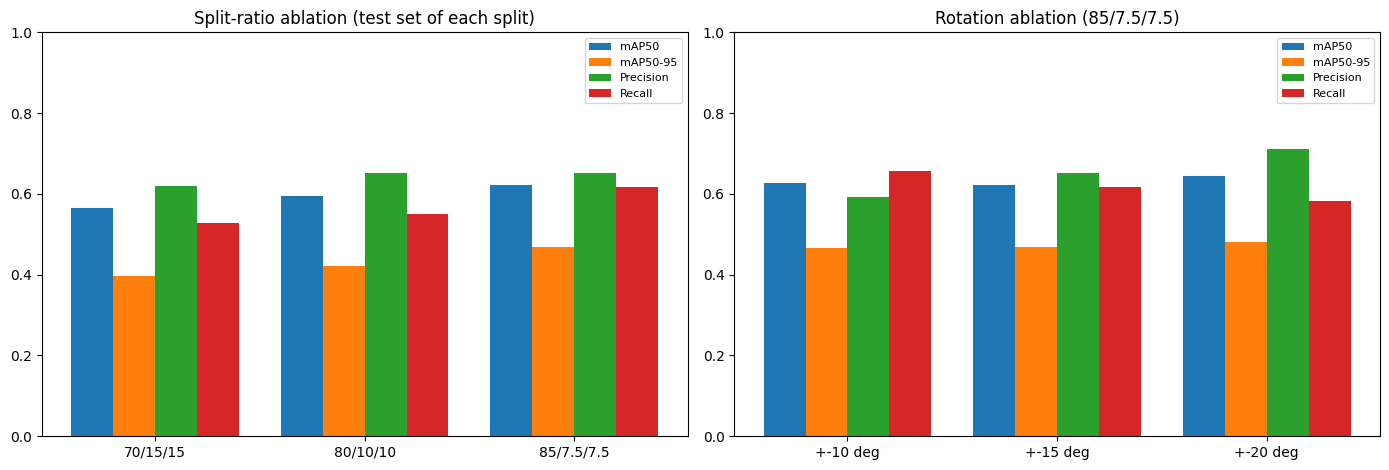 Split-ratio ablation (test set of each split)
1.0
0.8
0.6
0.4
0.2
0.0
mAP50
mAP50-95
Precision
Recall
70/15/15
80/10/10
85/7.5/7.5
Rotation ablation (85/7.5/7.5)
1.0
0.8
0.6
0.4
0.2
0.0
mAP50
mAP50-95
Precision
Recall
+-10 deg
+-15 deg
+-20 deg